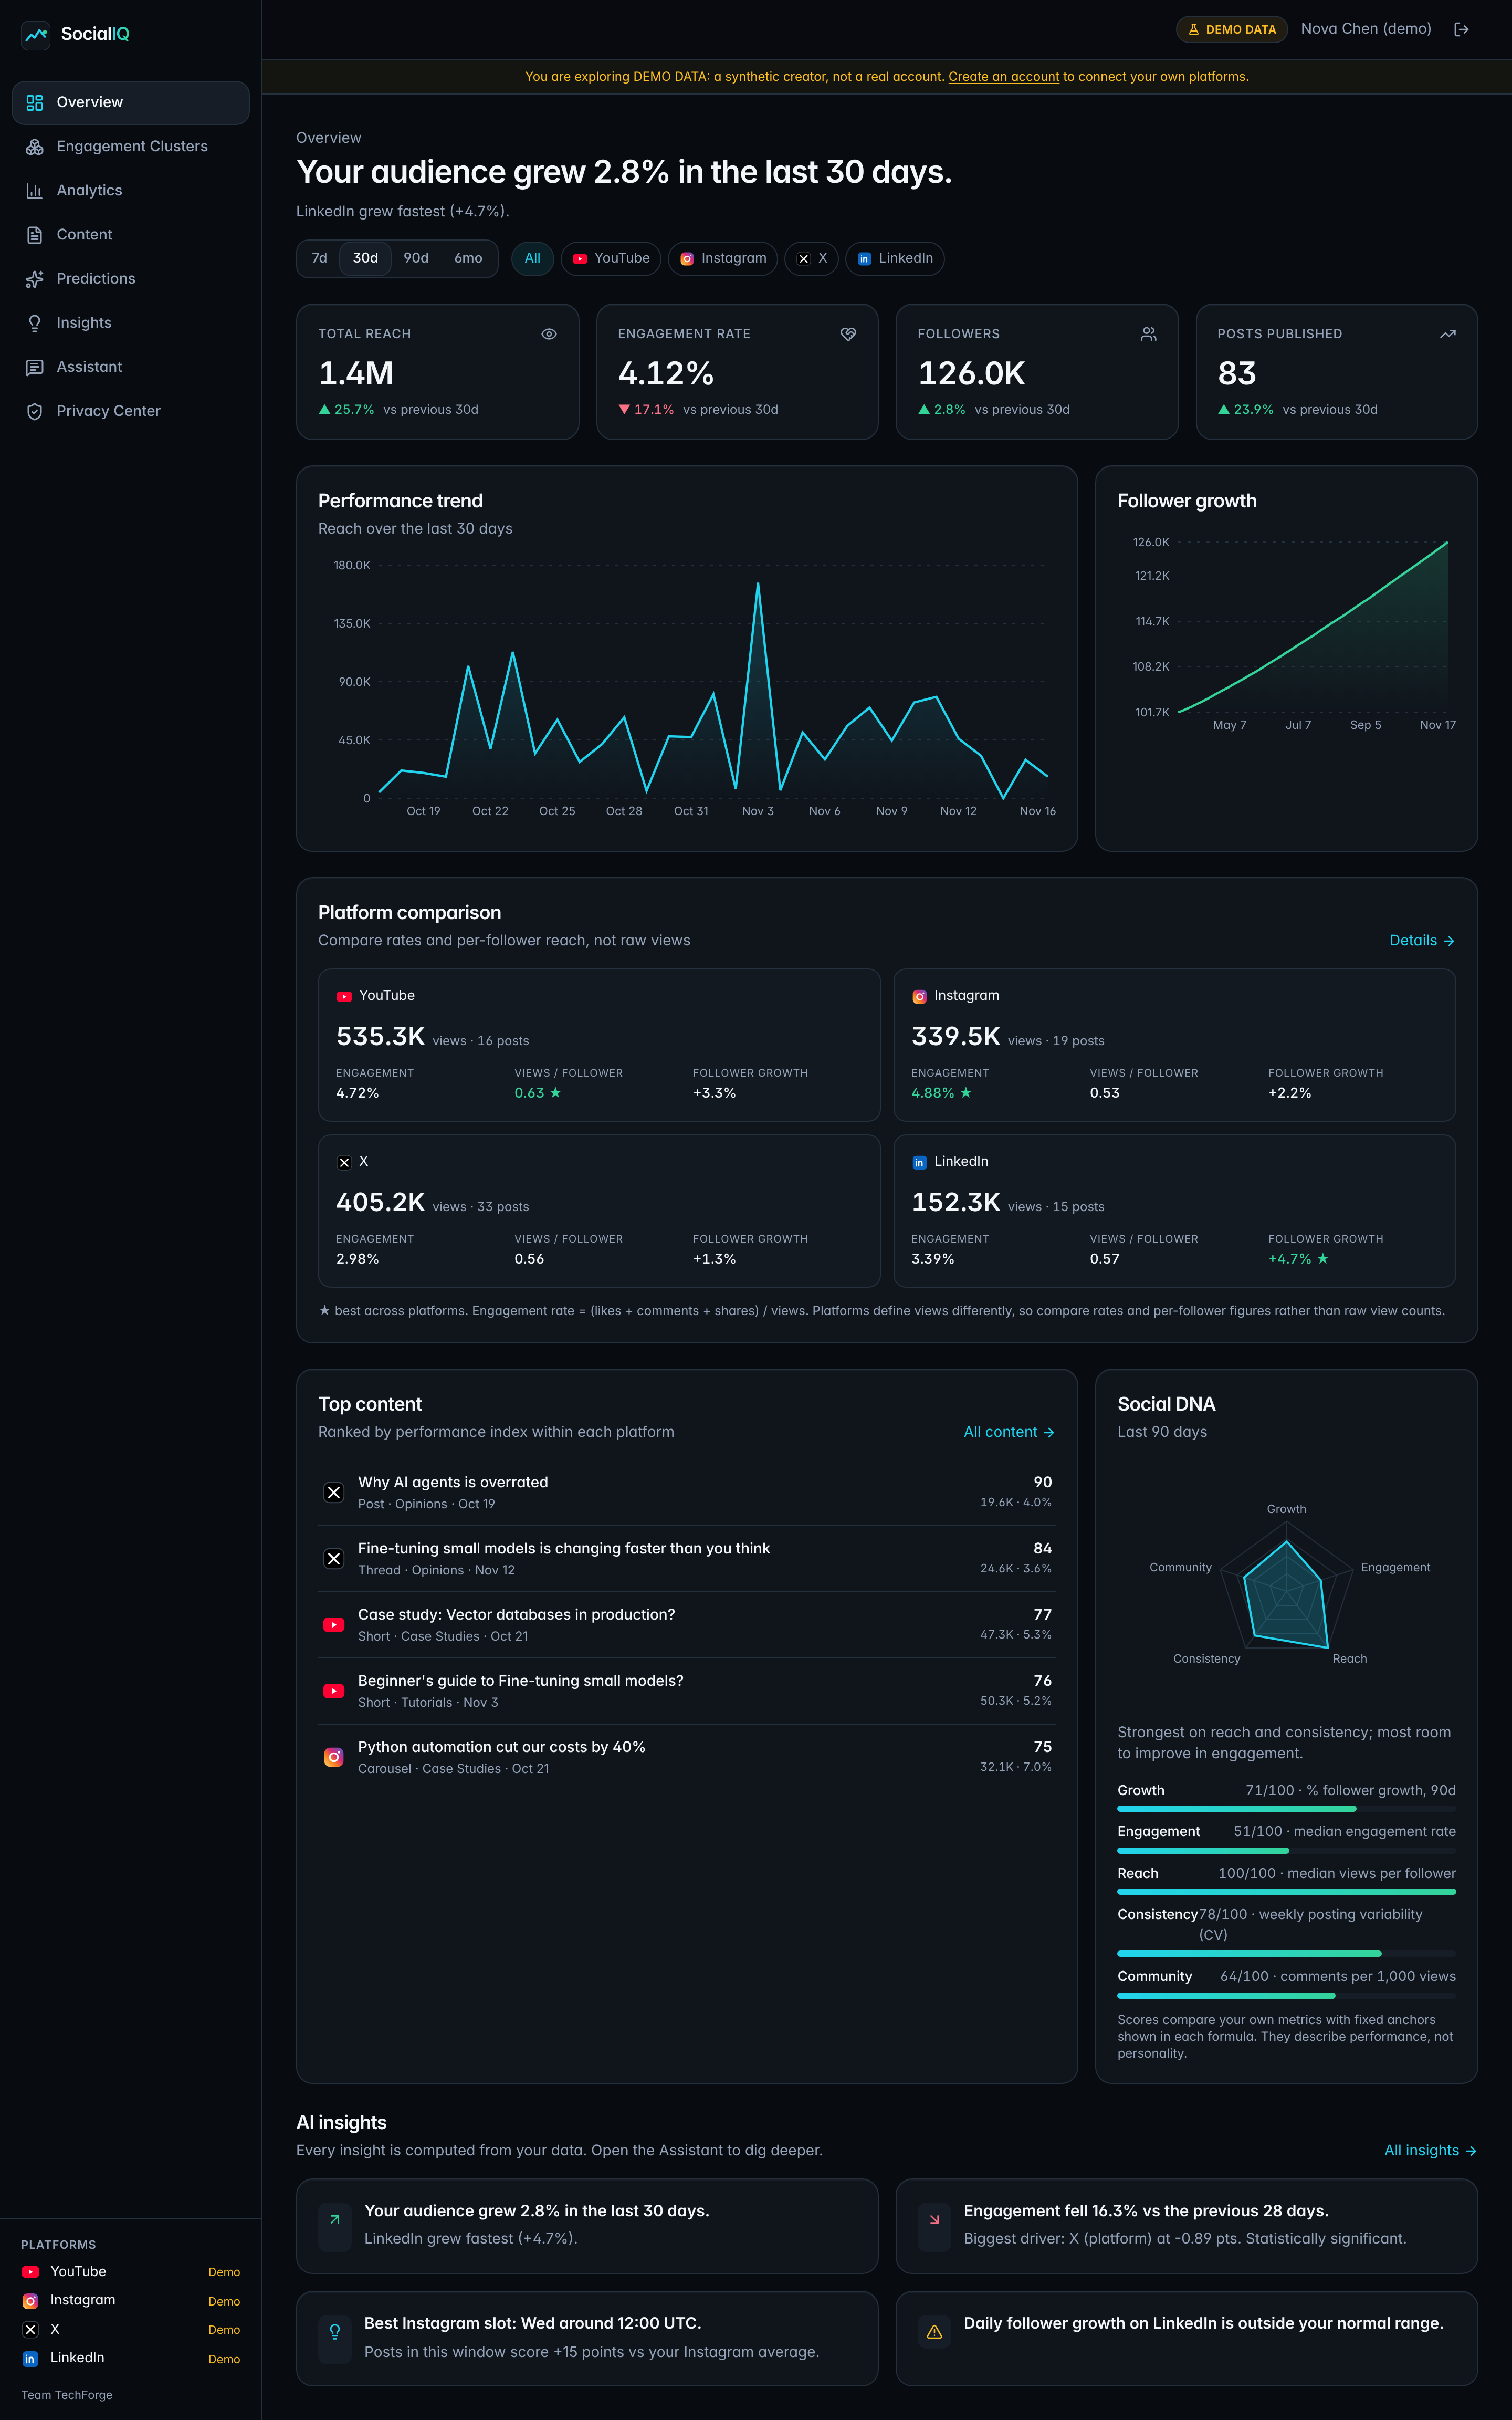 SocialIQ
DEMO DATA
Nova Chen (demo)
You are exploring DEMO DATA: a synthetic creator, not a real account. Create an account to connect your own platforms.
Overview
Engagement Clusters
Analytics
Content
Predictions
Insights
Assistant
Privacy Center
Overview
Your audience grew 2.8% in the last 30 days.
LinkedIn grew fastest (+4.7%).
7d 30d 90d 6mo All YouTube Instagram X LinkedIn
TOTAL REACH
1.4M
▲ 25.7% vs previous 30d
ENGAGEMENT RATE
4.12%
▼ 17.1% vs previous 30d
FOLLOWERS
126.0K
▲ 2.8% vs previous 30d
POSTS PUBLISHED
83
▲ 23.9% vs previous 30d
Performance trend
Reach over the last 30 days
180.0K
135.0K
90.0K
45.0K
0
Oct 19 Oct 22 Oct 25 Oct 28 Oct 31 Nov 3 Nov 6 Nov 9 Nov 12 Nov 16
Follower growth
126.0K
121.2K
114.7K
108.2K
101.7K
May 7 Jul 7 Sep 5 Nov 17
Platform comparison
Compare rates and per-follower reach, not raw views
Details →
YouTube
535.3K views · 16 posts
ENGAGEMENT VIEWS / FOLLOWER FOLLOWER GROWTH
4.72% 0.63 ★ +3.3%
Instagram
339.5K views · 19 posts
ENGAGEMENT VIEWS / FOLLOWER FOLLOWER GROWTH
4.88% ★ 0.53 +2.2%
X
405.2K views · 33 posts
ENGAGEMENT VIEWS / FOLLOWER FOLLOWER GROWTH
2.98% 0.56 +1.3%
LinkedIn
152.3K views · 15 posts
ENGAGEMENT VIEWS / FOLLOWER FOLLOWER GROWTH
3.39% 0.57 +4.7% ★
★ best across platforms. Engagement rate = (likes + comments + shares) / views. Platforms define views differently, so compare rates and per-follower figures rather than raw view counts.
Top content
Ranked by performance index within each platform
All content →
Why AI agents is overrated 90
Post · Opinions · Oct 19 19.6K · 4.0%
Fine-tuning small models is changing faster than you think 84
Thread · Opinions · Nov 12 24.6K · 3.6%
Case study: Vector databases in production? 77
Short · Case Studies · Oct 21 47.3K · 5.3%
Beginner's guide to Fine-tuning small models? 76
Short · Tutorials · Nov 3 50.3K · 5.2%
Python automation cut our costs by 40% 75
Carousel · Case Studies · Oct 21 32.1K · 7.0%
Social DNA
Last 90 days
Growth
Community Engagement
Consistency Reach
Strongest on reach and consistency; most room
to improve in engagement.
Growth 71/100 · % follower growth, 90d
Engagement 51/100 · median engagement rate
Reach 100/100 · median views per follower
Consistency 78/100 · weekly posting variability
(CV)
Community 64/100 · comments per 1,000 views
Scores compare your own metrics with fixed anchors
shown in each formula. They describe performance, not
personality.
AI insights
Every insight is computed from your data. Open the Assistant to dig deeper.
All insights →
Your audience grew 2.8% in the last 30 days.
LinkedIn grew fastest (+4.7%).
Engagement fell 16.3% vs the previous 28 days.
Biggest driver: X (platform) at -0.89 pts. Statistically significant.
Best Instagram slot: Wed around 12:00 UTC.
Posts in this window score +15 points vs your Instagram average.
Daily follower growth on LinkedIn is outside your normal range.
PLATFORMS
YouTube Demo
Instagram Demo
X Demo
LinkedIn Demo
Team TechForge